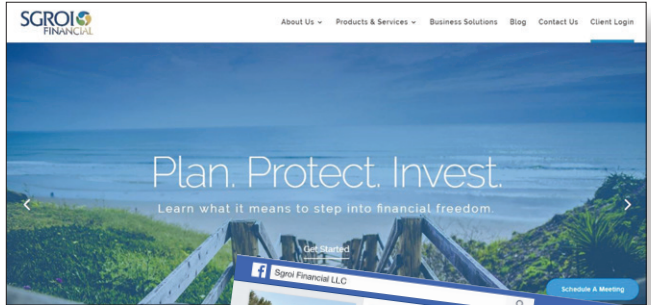 SGROI
FINANCIAL
About Us Products & Services Business Solutions Blog Contact Us Client Login
Plan. Protect. Invest.
Learn what it means to step into financial freedom.
Get Started
f Sgroi Financial LLC
Schedule A Meeting